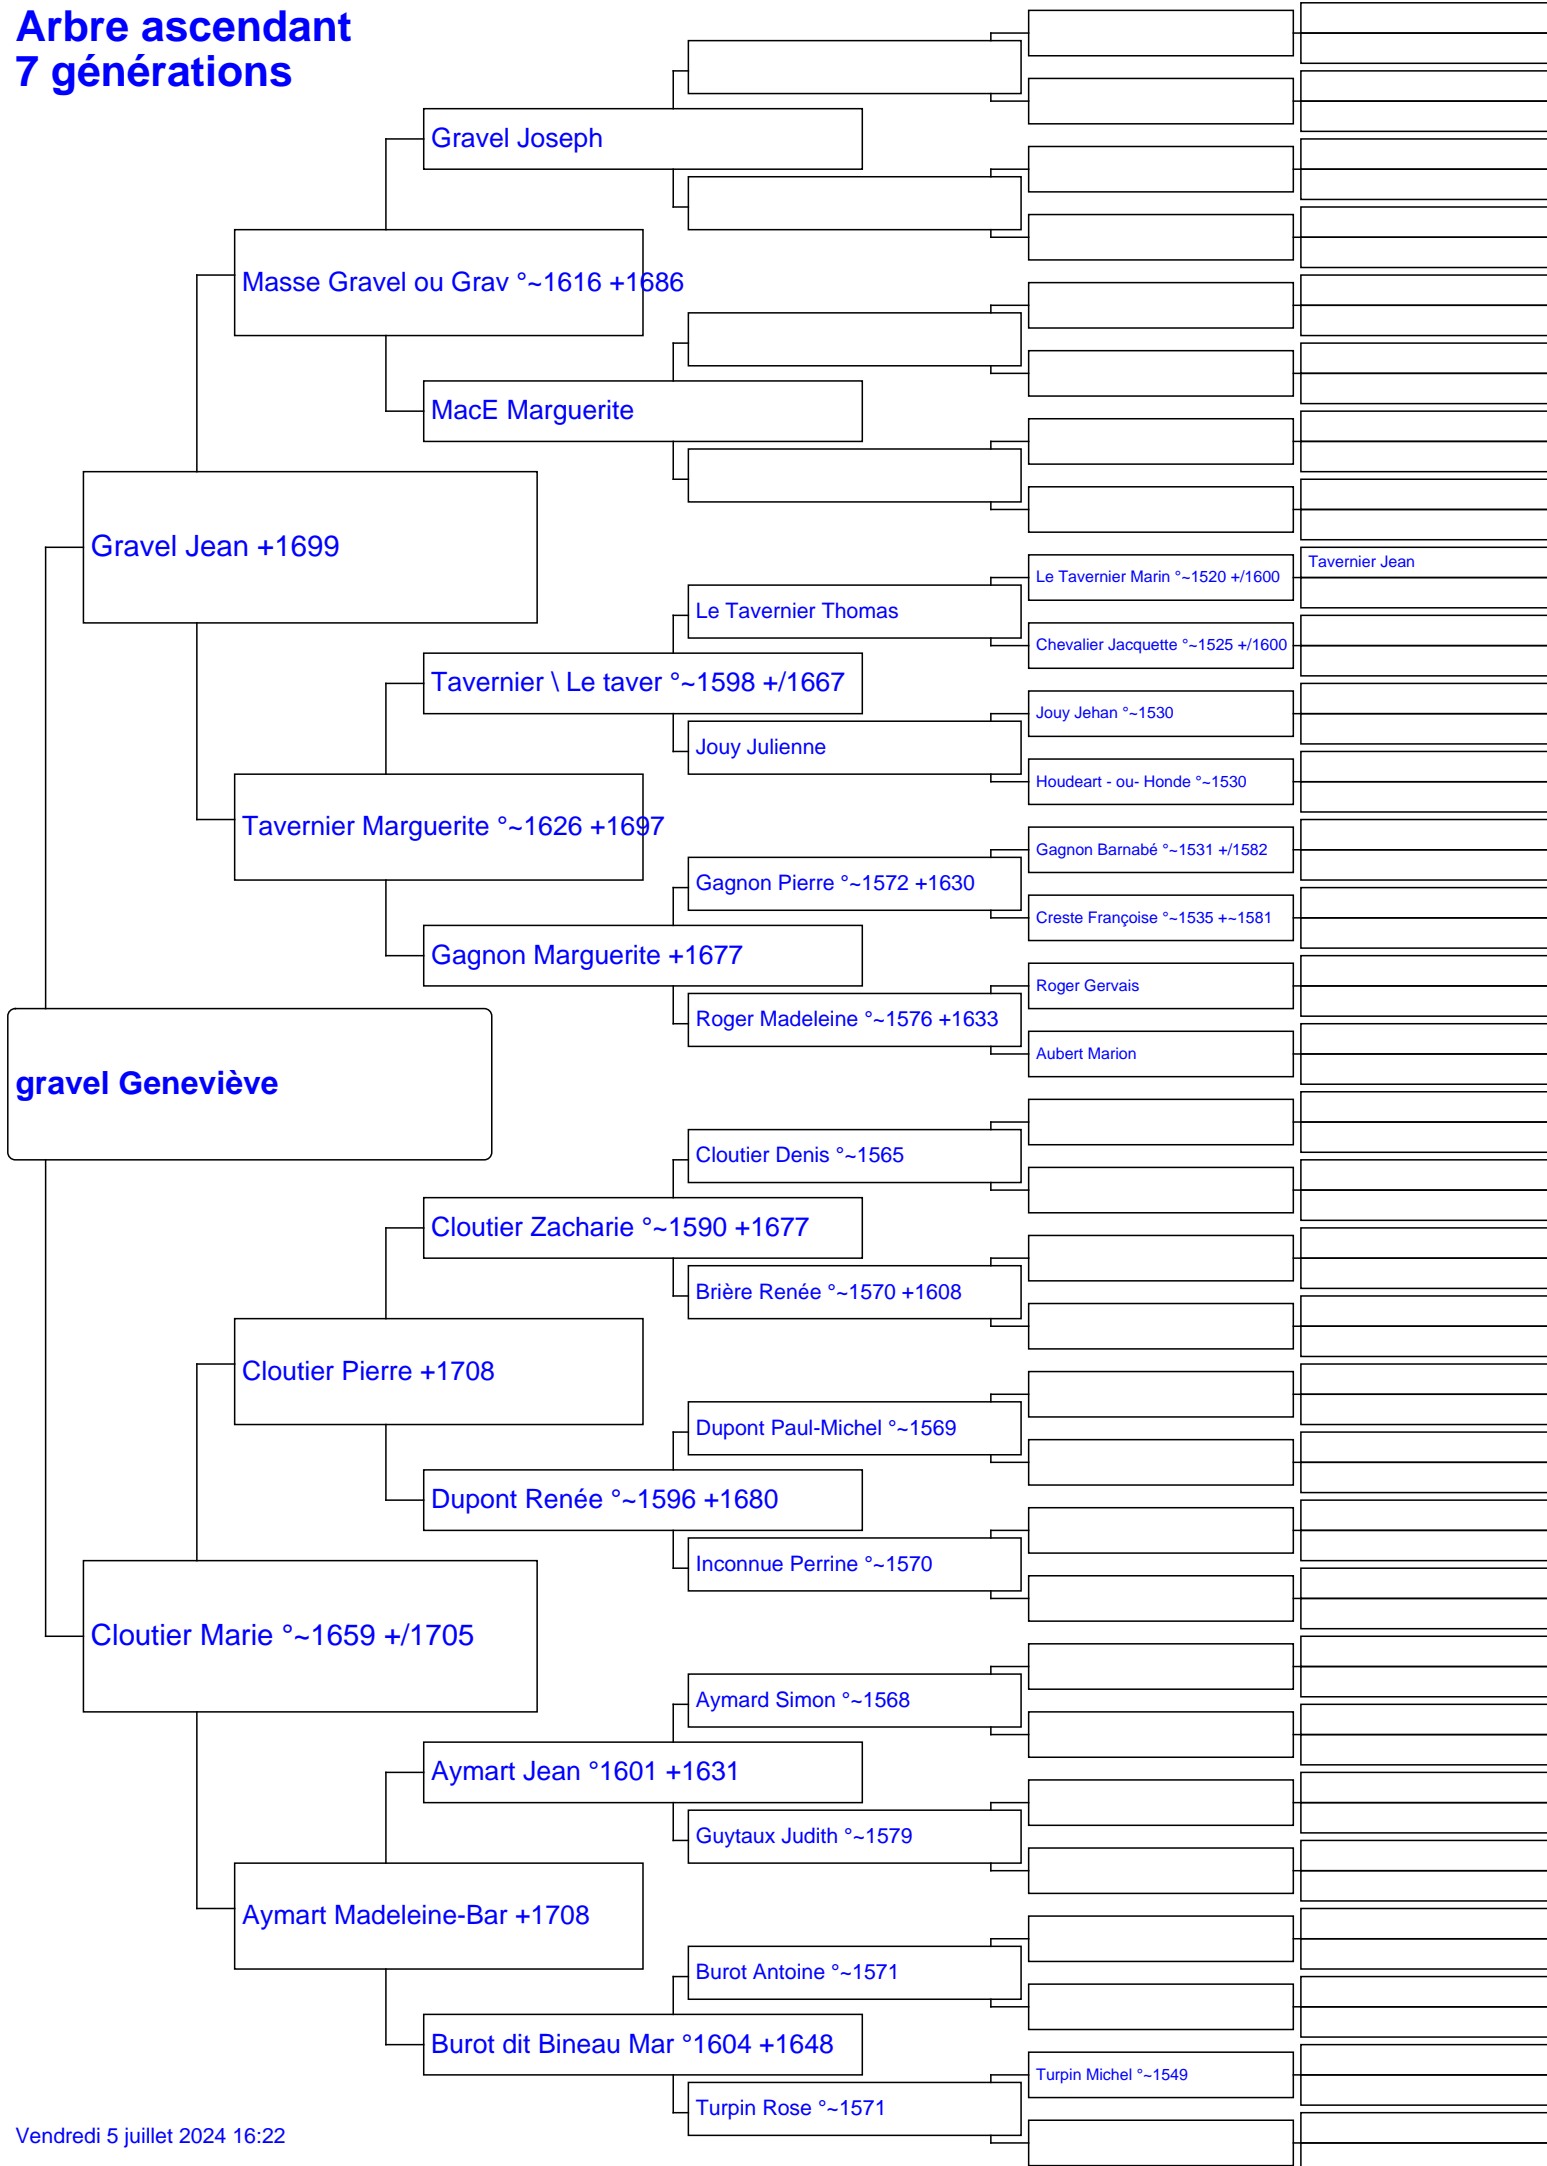 Arbre ascendant
7 générations
Gravel Joseph
Masse Gravel ou Grav °~1616 +1686
MacE Marguerite
Gravel Jean +1699
Tavernier Jean
Le Tavernier Marin °~1520 +/1600
Le Tavernier Thomas
Chevalier Jacquette °~1525 +/1600
Tavernier \ Le taver °~1598 +/1667
Jouy Jehan °~1530
Jouy Julienne
Houdeart - ou- Honde °~1530
Tavernier Marguerite °~1626 +1697
Gagnon Barnabé °~1531 +/1582
Gagnon Pierre °~1572 +1630
Creste Françoise °~1535 +~1581
Gagnon Marguerite +1677
Roger Gervais
Roger Madeleine °~1576 +1633
Aubert Marion
gravel Geneviève
Cloutier Denis °~1565
Cloutier Zacharie °~1590 +1677
Brière Renée °~1570 +1608
Cloutier Pierre +1708
Dupont Paul-Michel °~1569
Dupont Renée °~1596 +1680
Inconnue Perrine °~1570
Cloutier Marie °~1659 +/1705
Aymard Simon °~1568
Aymart Jean °1601 +1631
Guytaux Judith °~1579
Aymart Madeleine-Bar +1708
Burot Antoine °~1571
Burot dit Bineau Mar °1604 +1648
Turpin Michel °~1549
Turpin Rose °~1571
Vendredi 5 juillet 2024 16:22